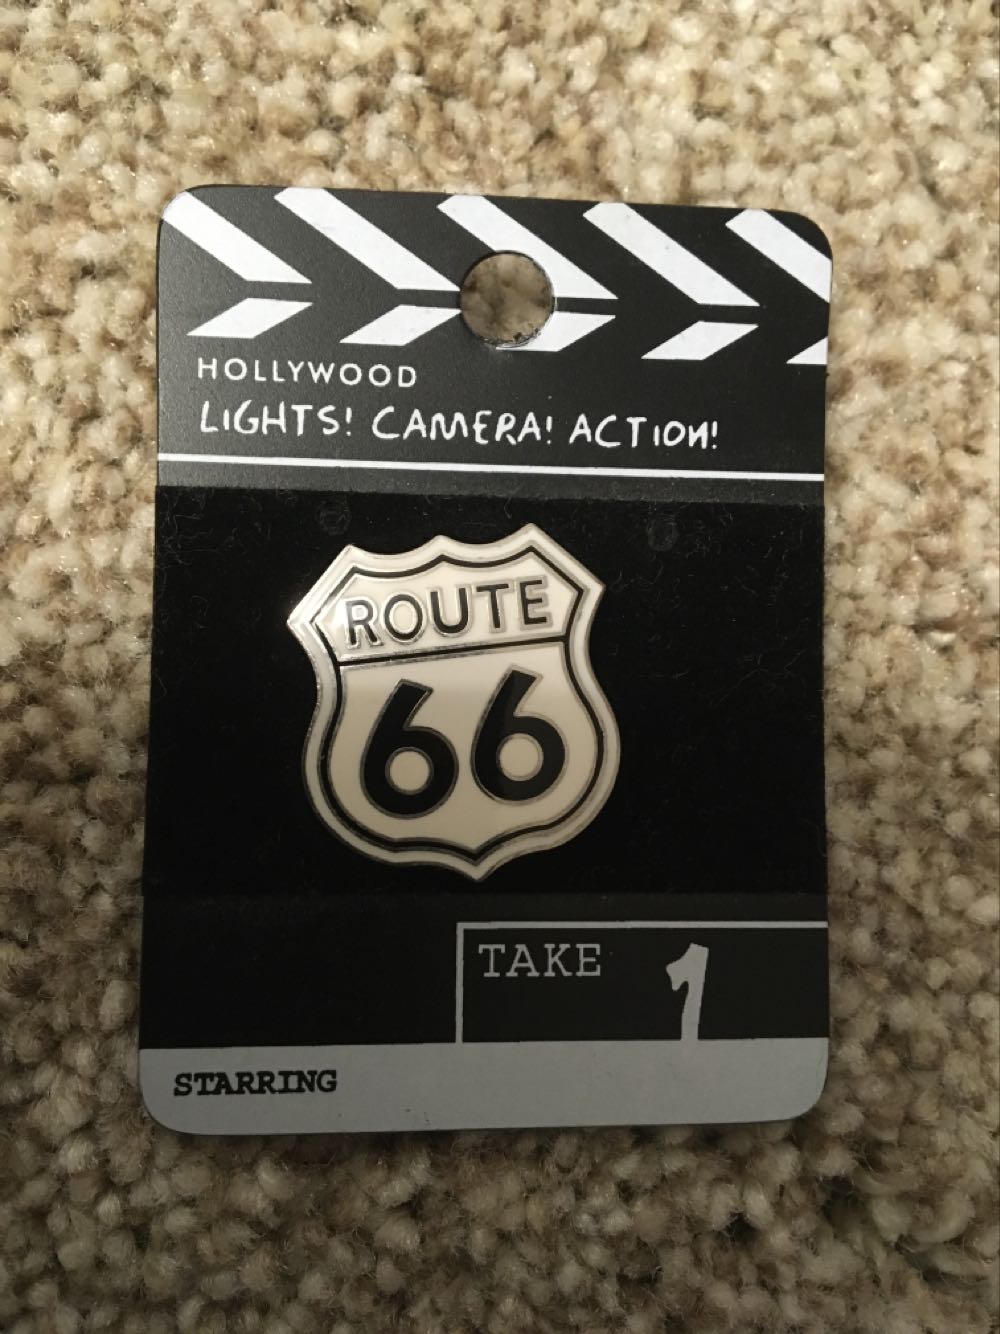 HOLLYWOOD
LIGHTS! CAMERA! ACTION!
ROUTE
66
TAKE 1
STARRING